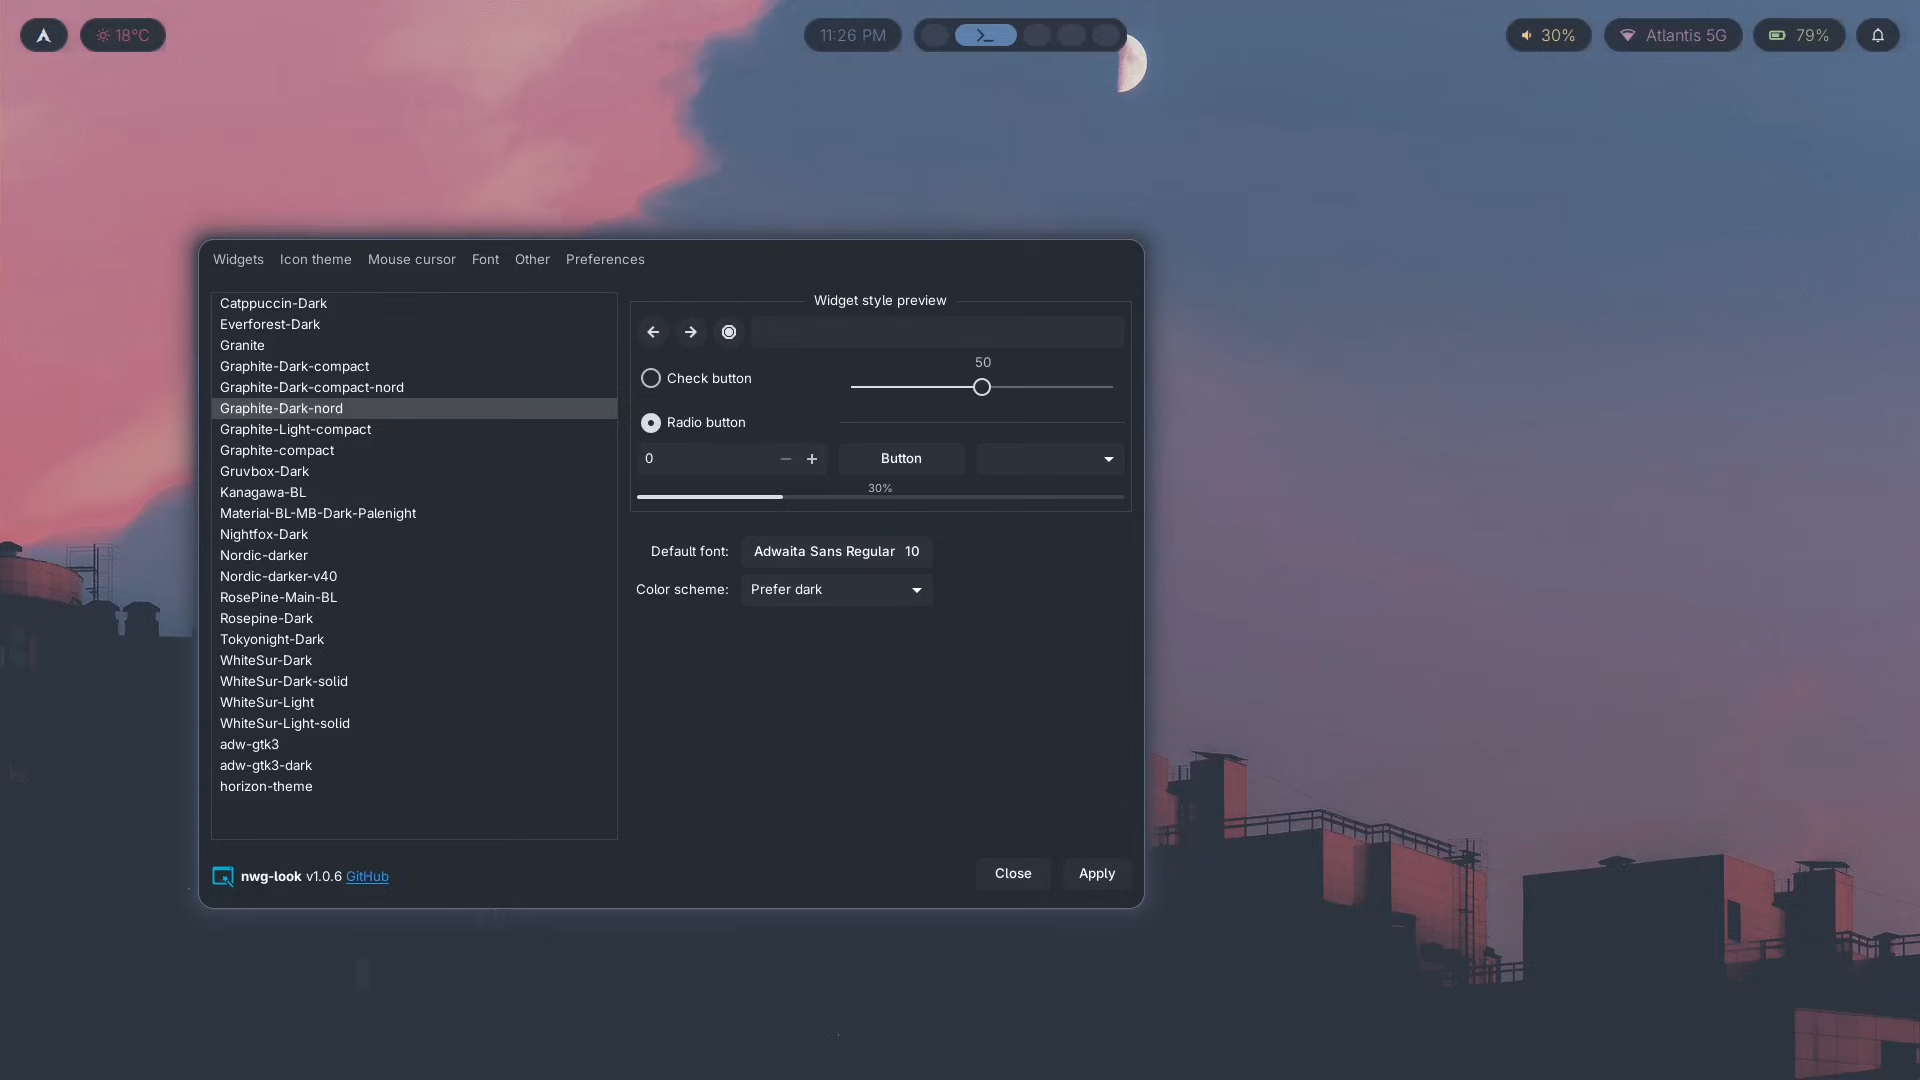 18°C
11:26 PM
30%
Atlantis 5G
79%
Widgets Icon theme Mouse cursor Font Other Preferences
Catppuccin-Dark
Everforest-Dark
Granite
Graphite-Dark-compact
Graphite-Dark-compact-nord
Graphite-Dark-nord
Graphite-Light-compact
Graphite-compact
Gruvbox-Dark
Kanagawa-BL
Material-BL-MB-Dark-Palenight
Nightfox-Dark
Nordic-darker
Nordic-darker-v40
RosePine-Main-BL
Rosepine-Dark
Tokyonight-Dark
WhiteSur-Dark
WhiteSur-Dark-solid
WhiteSur-Light
WhiteSur-Light-solid
adw-gtk3
adw-gtk3-dark
horizon-theme
Widget style preview
50
Check button
Radio button
0
Button
30%
Default font: Adwaita Sans Regular 10
Color scheme: Prefer dark
nwg-look v1.0.6 GitHub
Close
Apply